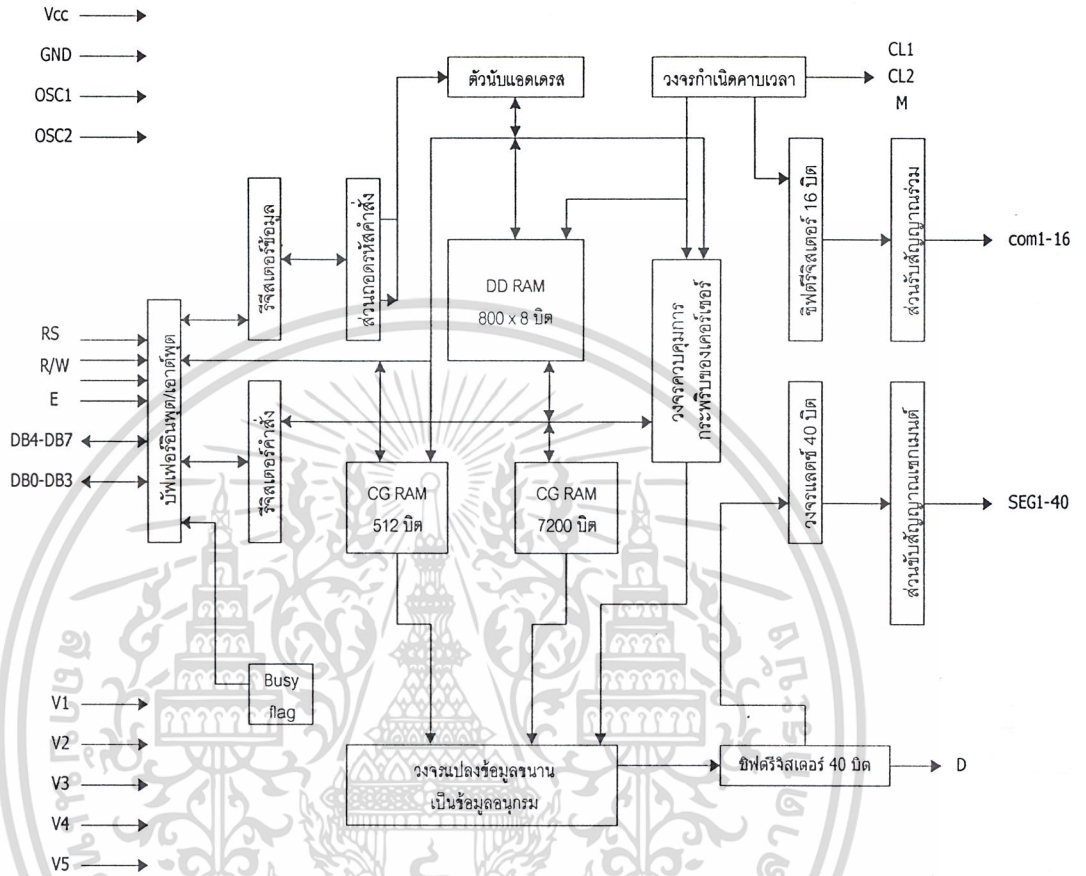 Vcc
GND
OSC1
OSC2
ตัวนับแอดเดรส
วงจรกำเนิดคาบเวลา
CL1
CL2
M
รีจิสเตอร์ข้อมูล
ส่วนถอดรหัสคำสั่ง
DD RAM
800 x 8 บิต
วงจรควบคุมการ
กระพริบของเคอร์เซอร์
ชิฟต์รีจิสเตอร์ 16 บิต
ส่วนรับสัญญาณร่วม
com1-16
RS
R/W
E
DB4-DB7
DB0-DB3
บัฟเฟอร์อินพุต/เอาต์พุต
รีจิสเตอร์คำสั่ง
CG RAM
512 บิต
CG RAM
7200 บิต
วงจรแลตช์ 40 บิต
ส่วนขับสัญญาณเซกเมนต์
SEG1-40
Busy
flag
V1
V2
V3
V4
V5
วงจรแปลงข้อมูลขนาน
เป็นข้อมูลอนุกรม
ชิฟต์รีจิสเตอร์ 40 บิต
D